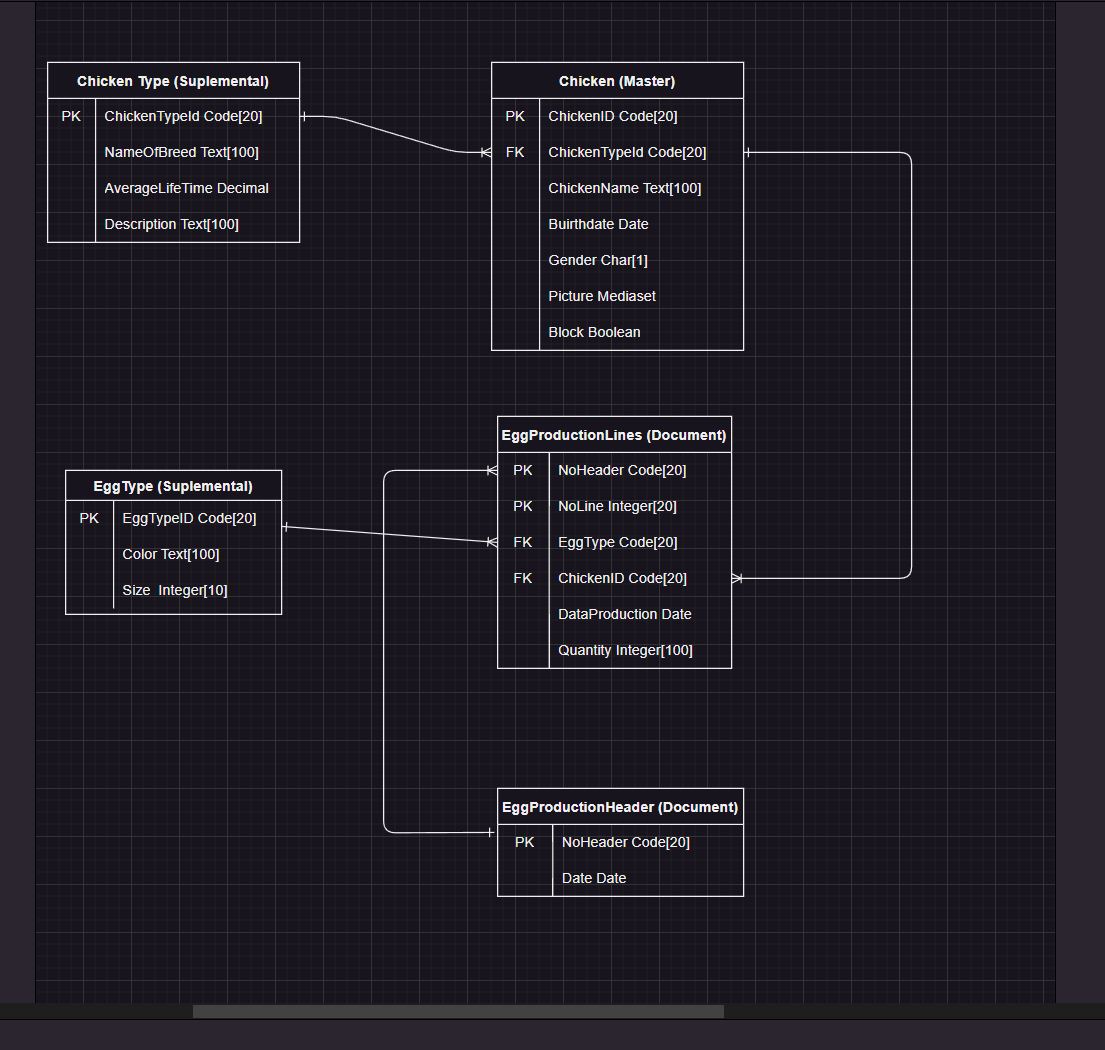 Chicken Type (Suplemental)
PK ChickenTypeId Code[20]
NameOfBreed Text[100]
AverageLifeTime Decimal
Description Text[100]
Chicken (Master)
PK ChickenID Code[20]
FK ChickenTypeId Code[20]
ChickenName Text[100]
Buirthdate Date
Gender Char[1]
Picture Mediaset
Block Boolean
EggType (Suplemental)
PK EggTypeID Code[20]
Color Text[100]
Size  Integer[10]
EggProductionLines (Document)
PK NoHeader Code[20]
PK NoLine Integer[20]
FK EggType Code[20]
FK ChickenID Code[20]
DataProduction Date
Quantity Integer[100]
EggProductionHeader (Document)
PK NoHeader Code[20]
Date Date